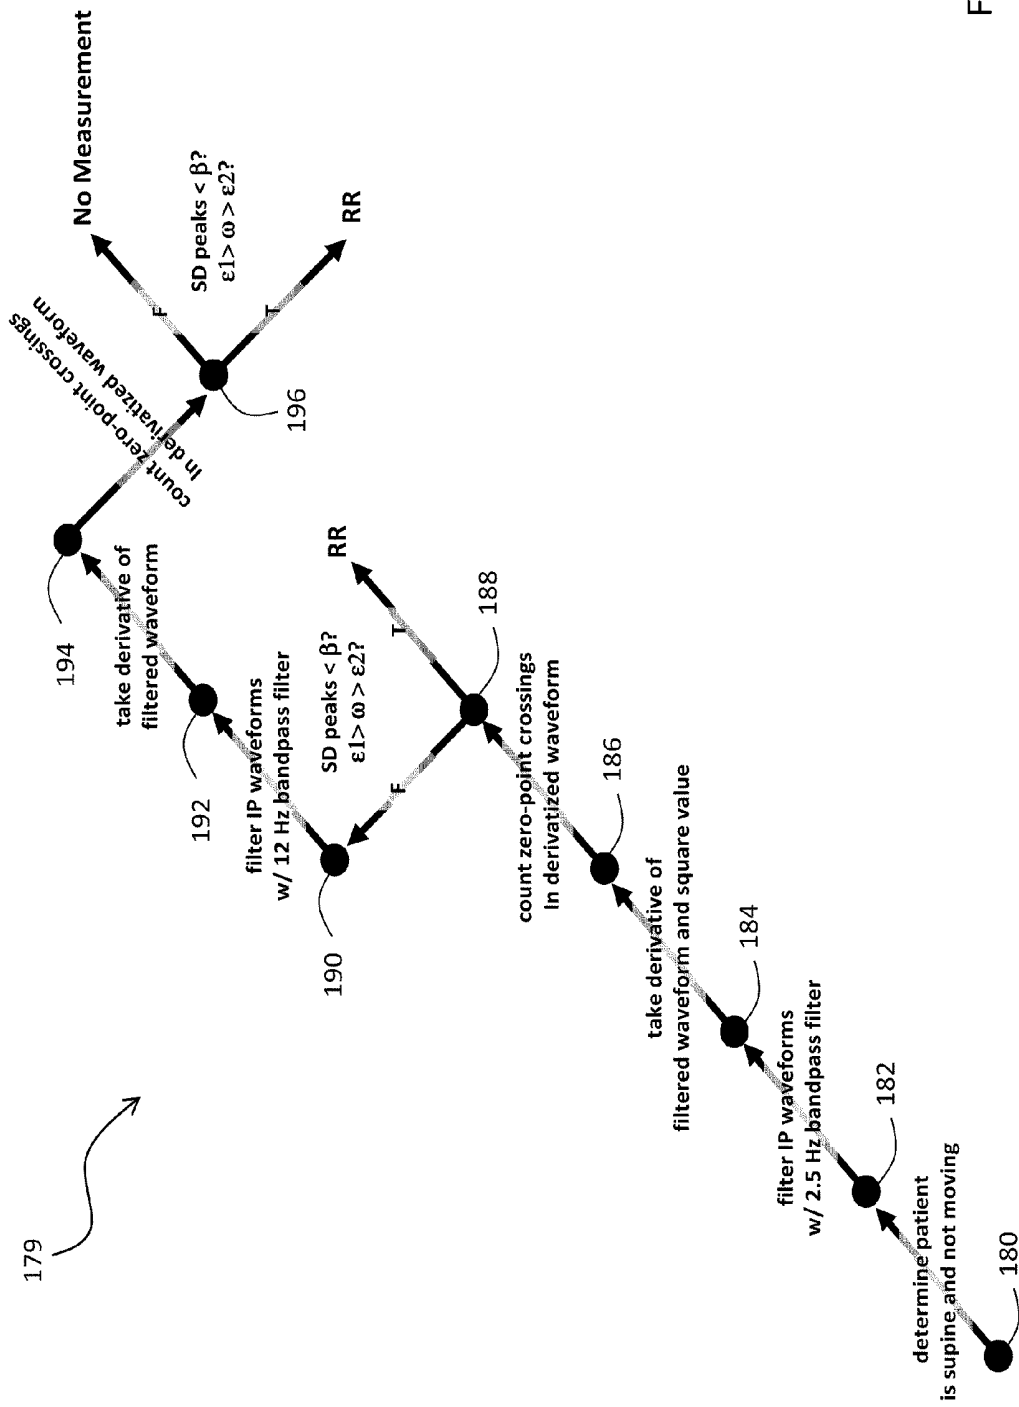 179
180
determine patient
is supine and not moving
182
filter IP waveforms
w/ 2.5 Hz bandpass filter
184
take derivative of
filtered waveform and square value
186
count zero-point crossings
In derivatized waveform
188
T
RR
SD peaks < β?
ε1> ω > ε2?
F
190
filter IP waveforms
w/ 12 Hz bandpass filter
192
take derivative of
filtered waveform
194
count zero-point crossings
In derivatized waveform
196
F
No Measurement
SD peaks < β?
ε1> ω > ε2?
T
RR
F